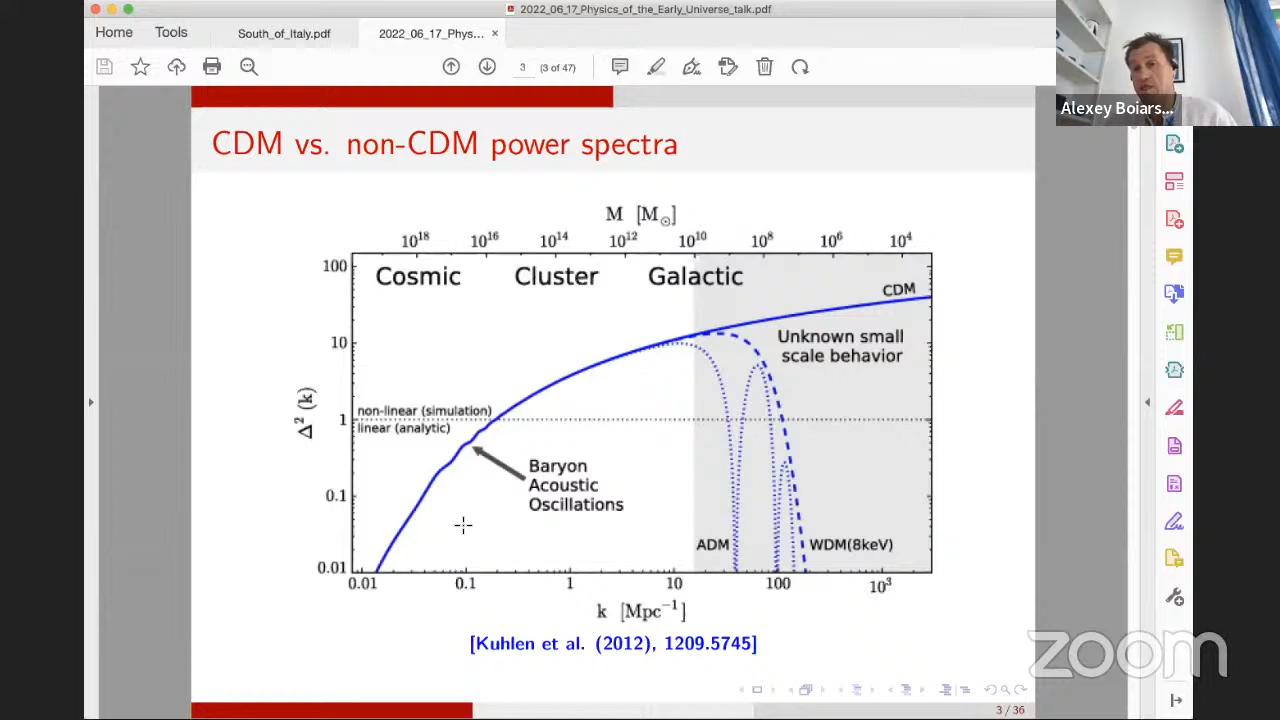 2022_06_17_Physics_of_the_Early_Universe_talk.pdf
Home Tools South_of_Italy.pdf 2022_06_17_Phys... ×
3 (3 of 47)
Alexey Boiars...
CDM vs. non-CDM power spectra
M [M⊙]
10^18 10^16 10^14 10^12 10^10 10^8 10^6 10^4
100
Cosmic Cluster Galactic
CDM
10
Unknown small
scale behavior
Δ^2 (k)
non-linear (simulation)
1
linear (analytic)
Baryon
Acoustic
Oscillations
0.1
ADM WDM(8keV)
0.01
0.01 0.1 1 10 100 10^3
k [Mpc^-1]
[Kuhlen et al. (2012), 1209.5745]
zoom
3 / 36